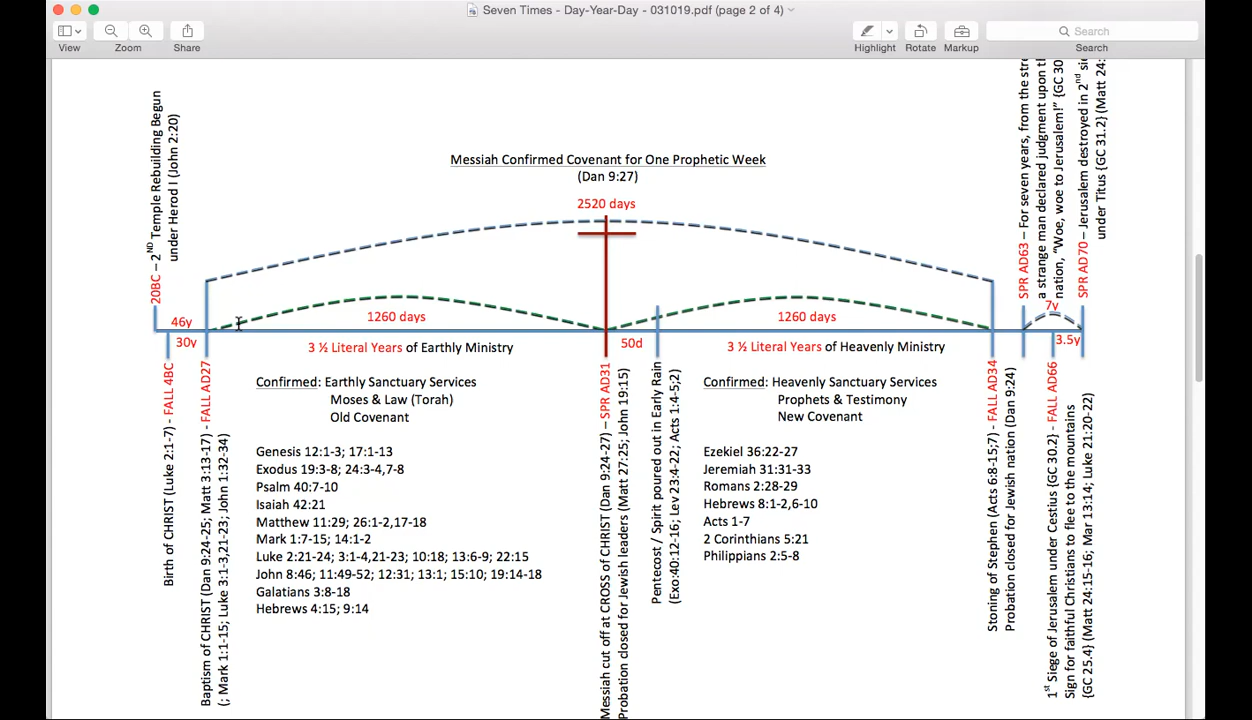 Seven Times - Day-Year-Day - 031019.pdf (page 2 of 4)
View
Zoom
Share
Highlight
Rotate
Markup
Search
Search
20BC – 2ND Temple Rebuilding Begun
under Herod I (John 2:20)
Messiah Confirmed Covenant for One Prophetic Week
(Dan 9:27)
2520 days
SPR AD63 – For seven years, from the
a strange man declared judgment upon
nation, “Woe, woe to Jerusalem!” {GC 30
SPR AD70 – Jerusalem destroyed in 2nd
under Titus {GC 31.2} (Matt 24:
46y
30y
1260 days
1260 days
7y
3.5y
50d
3 ½ Literal Years of Earthly Ministry
3 ½ Literal Years of Heavenly Ministry
Birth of CHRIST (Luke 2:1-7) - FALL 4BC
Baptism of CHRIST (Dan 9:24-25; Matt 3:13-17) - FALL AD27
(; Mark 1:1-15; Luke 3:1-3,21-23; John 1:32-34)
Confirmed: Earthly Sanctuary Services
Moses & Law (Torah)
Old Covenant
Genesis 12:1-3; 17:1-13
Exodus 19:3-8; 24:3-4,7-8
Psalm 40:7-10
Isaiah 42:21
Matthew 11:29; 26:1-2,17-18
Mark 1:7-15; 14:1-2
Luke 2:21-24; 3:1-4,21-23; 10:18; 13:6-9; 22:15
John 8:46; 11:49-52; 12:31; 13:1; 15:10; 19:14-18
Galatians 3:8-18
Hebrews 4:15; 9:14
Messiah cut off at CROSS of CHRIST (Dan 9:24-27) – SPR AD31
Probation closed for Jewish leaders (Matt 27:25; John 19:15)
Pentecost / Spirit poured out in Early Rain
(Exo:40:12-16; Lev 23:4-22; Acts 1:4-5;2)
Confirmed: Heavenly Sanctuary Services
Prophets & Testimony
New Covenant
Ezekiel 36:22-27
Jeremiah 31:31-33
Romans 2:28-29
Hebrews 8:1-2,6-10
Acts 1-7
2 Corinthians 5:21
Philippians 2:5-8
Stoning of Stephen (Acts 6:8-15;7) - FALL AD34
Probation closed for Jewish nation (Dan 9:24)
1st Siege of Jerusalem under Cestius {GC 30.2} - FALL AD66
Sign for faithful Christians to flee to the mountains
{GC 25.4} (Matt 24:15-16; Mar 13:14; Luke 21:20-22)